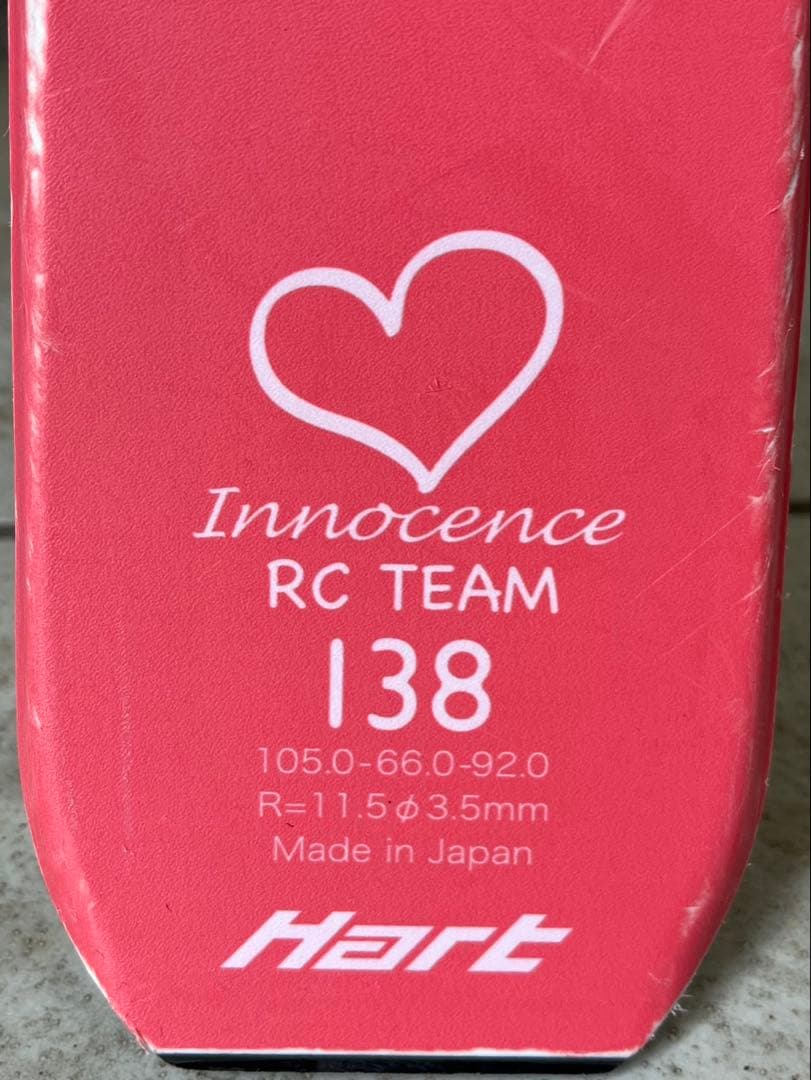 Innocence
RC TEAM
138
105.0-66.0-92.0
R=11.5φ3.5mm
Made in Japan
Hart